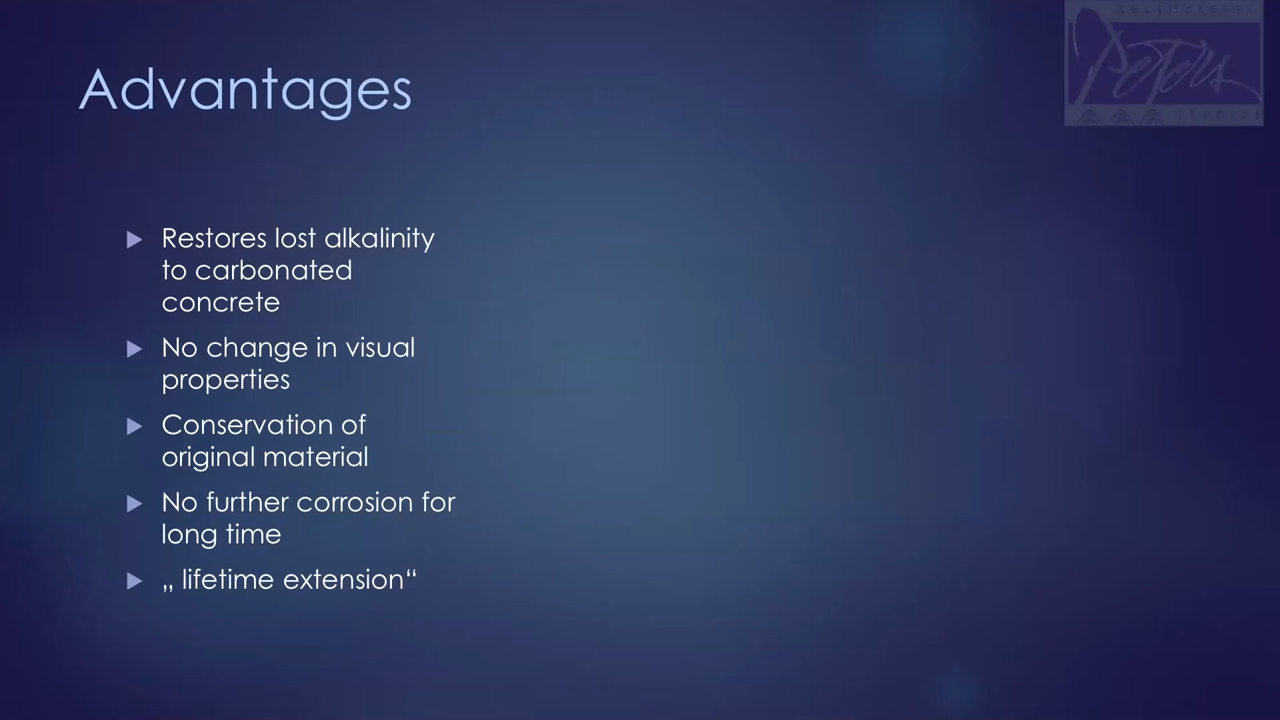 Advantages
Restores lost alkalinity
to carbonated
concrete
No change in visual
properties
Conservation of
original material
No further corrosion for
long time
„ lifetime extension“
Peters